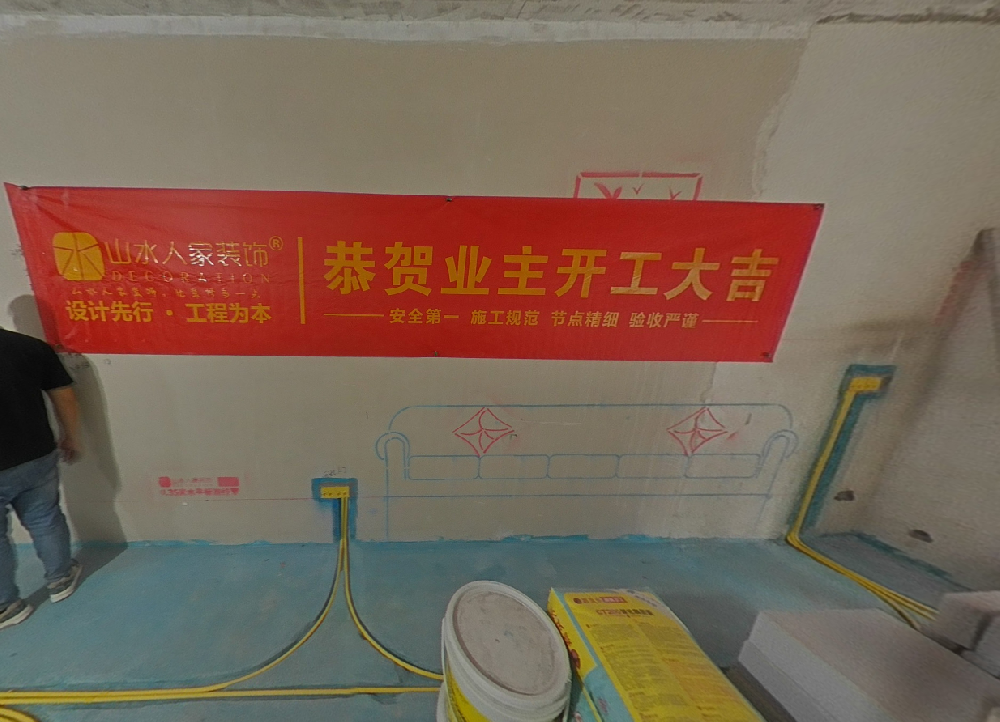 山水人家装饰®
DECORATION
设计先行·工程为本
恭贺业主开工大吉
安全第一 施工规范 节点精细 验收严谨